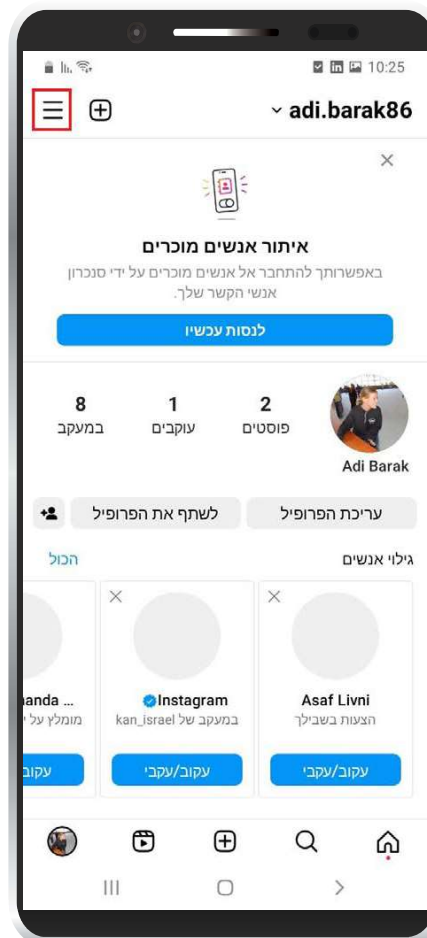 10:25
adi.barak86
איתור אנשים מוכרים
באפשרותך להתחבר אל אנשים מוכרים על ידי סנכרון
אנשי הקשר שלך.
לנסות עכשיו
2 1 8
פוסטים עוקבים במעקב
Adi Barak
עריכת הפרופיל לשתף את הפרופיל
גילוי אנשים הכול
Asaf Livni Instagram anda ...
הצעות בשבילך במעקב של kan_israel מומלץ על
עקוב/עקבי עקוב/עקבי עקוב